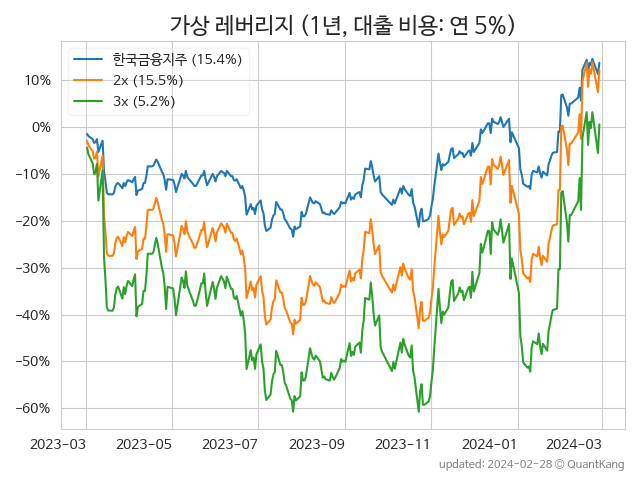 가상 레버리지 (1년, 대출 비용: 연 5%)
한국금융지주 (15.4%)
2x (15.5%)
3x (5.2%)
10%
0%
−10%
−20%
−30%
−40%
−50%
−60%
2023-03 2023-05 2023-07 2023-09 2023-11 2024-01 2024-03
updated: 2024-02-28 © QuantKang